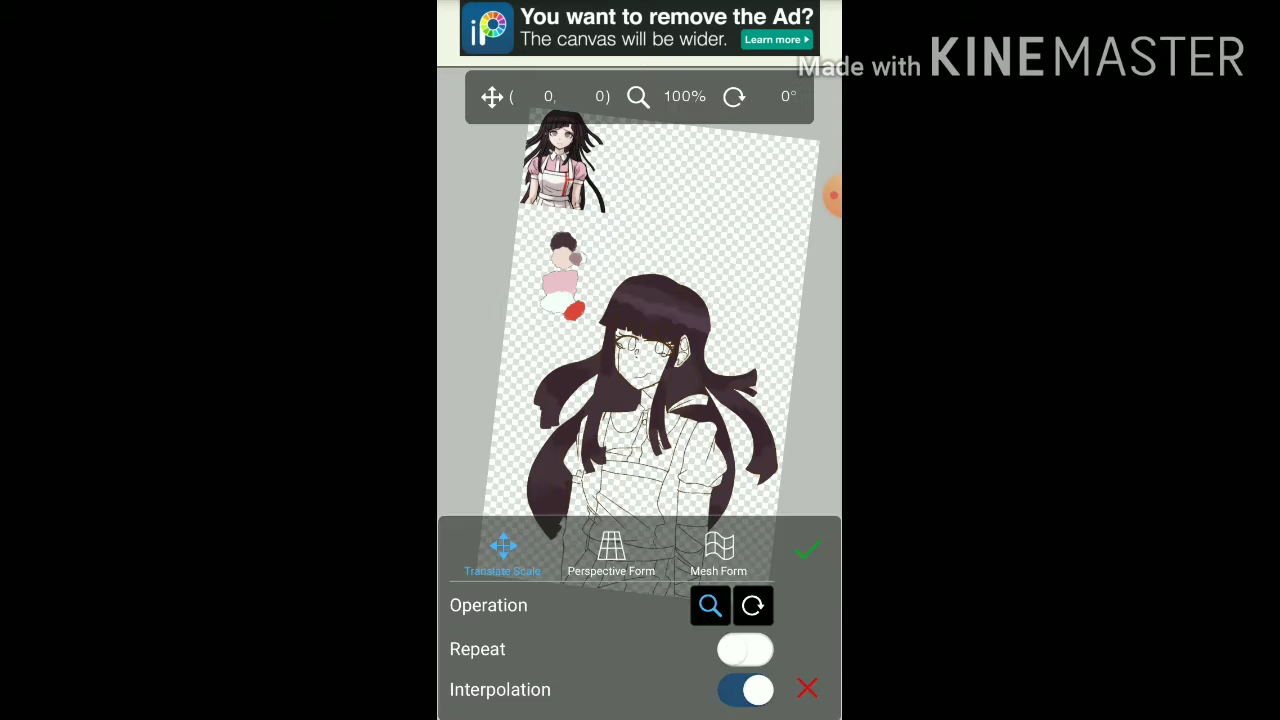 iP
You want to remove the Ad?
The canvas will be wider. Learn more
Made with KINEMASTER
( 0, 0) 100% 0°
Translate Scale Perspective Form Mesh Form
Operation
Repeat
Interpolation